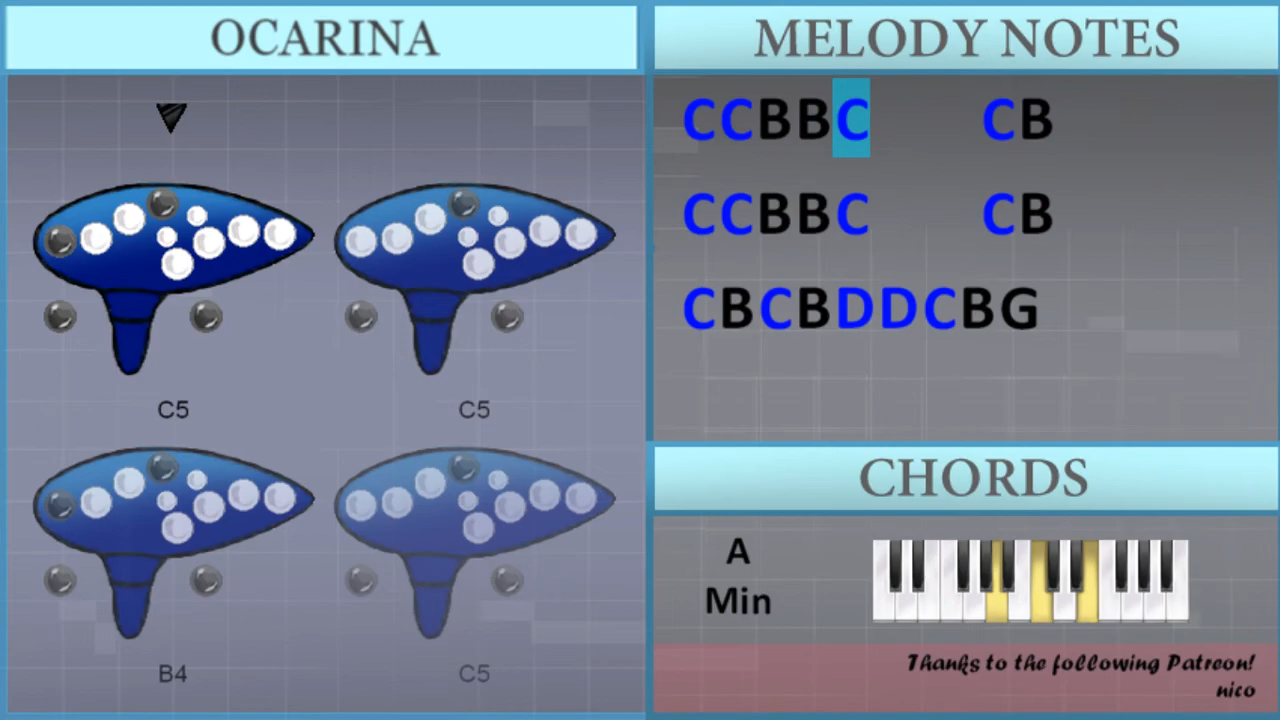 OCARINA
C5
C5
B4
C5
MELODY NOTES
CCBBC CB
CCBBC CB
CBCBDDCBG
CHORDS
A
Min
Thanks to the following Patreon!
nico